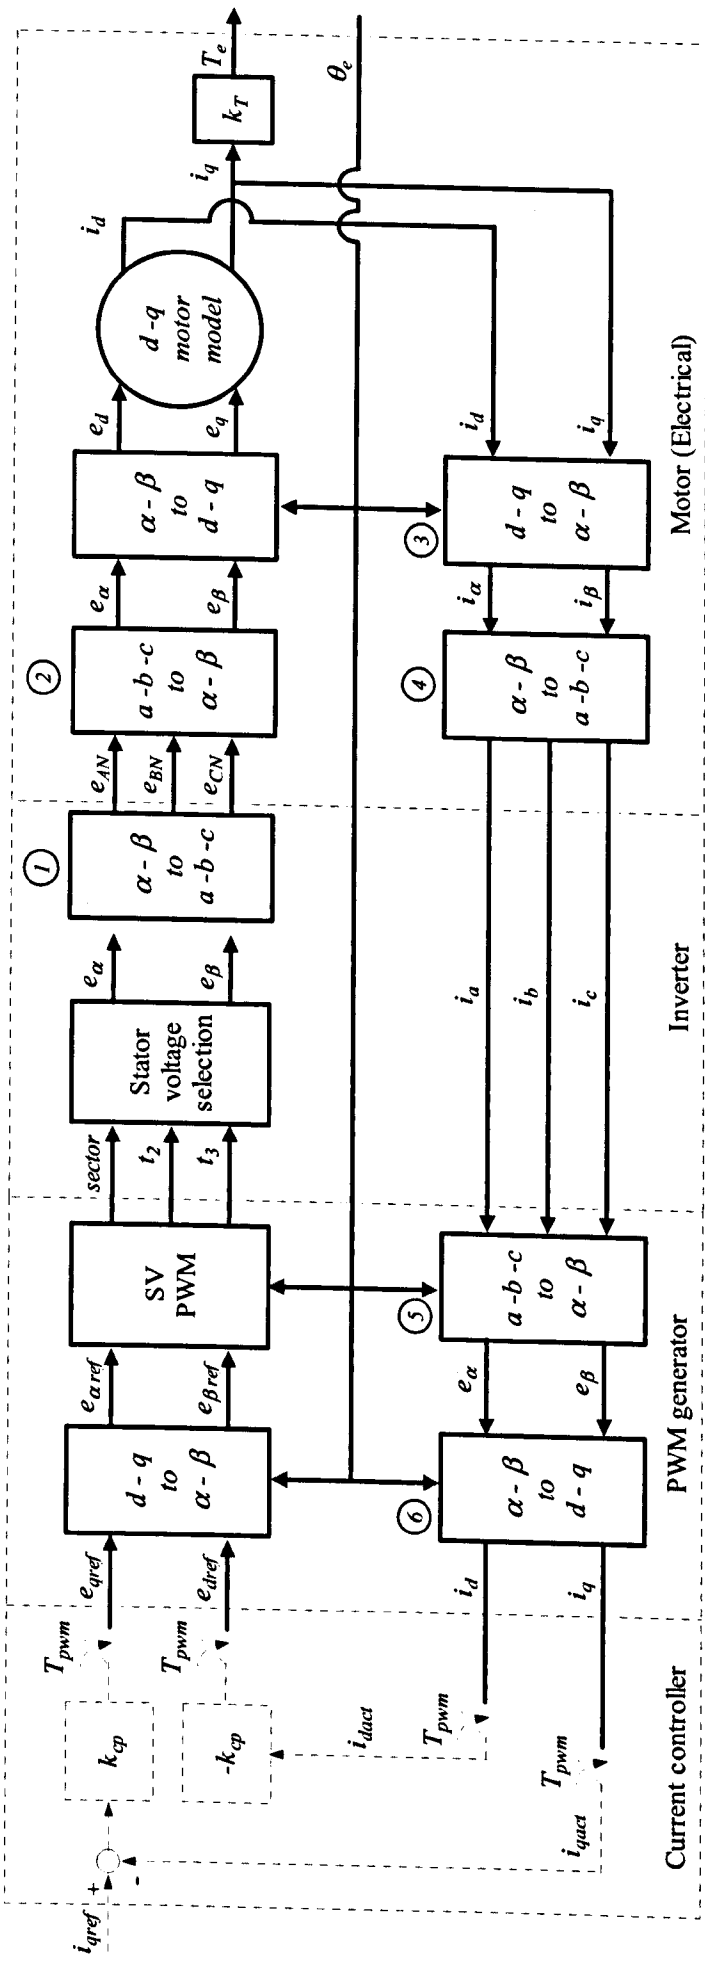 i_qref
+
-
k_cp
T_pwm
e_qref
-k_cp
T_pwm
e_dref
i_dact
T_pwm
i_d
i_qact
T_pwm
i_q
Current controller
d - q
to
α - β
e_αref
e_βref
SV
PWM
sector
t_2
t_3
⑥
α - β
to
d - q
e_α
e_β
⑤
a -b -c
to
α - β
PWM generator
Stator
voltage
selection
e_α
e_β
①
α - β
to
a -b -c
i_a
i_b
i_c
Inverter
e_AN
e_BN
e_CN
②
a -b -c
to
α - β
e_α
e_β
α - β
to
d - q
e_d
e_q
d -q
motor
model
i_d
i_q
k_T
T_e
θ_e
④
α - β
to
a -b -c
i_α
i_β
③
d - q
to
α - β
i_d
i_q
Motor (Electrical)